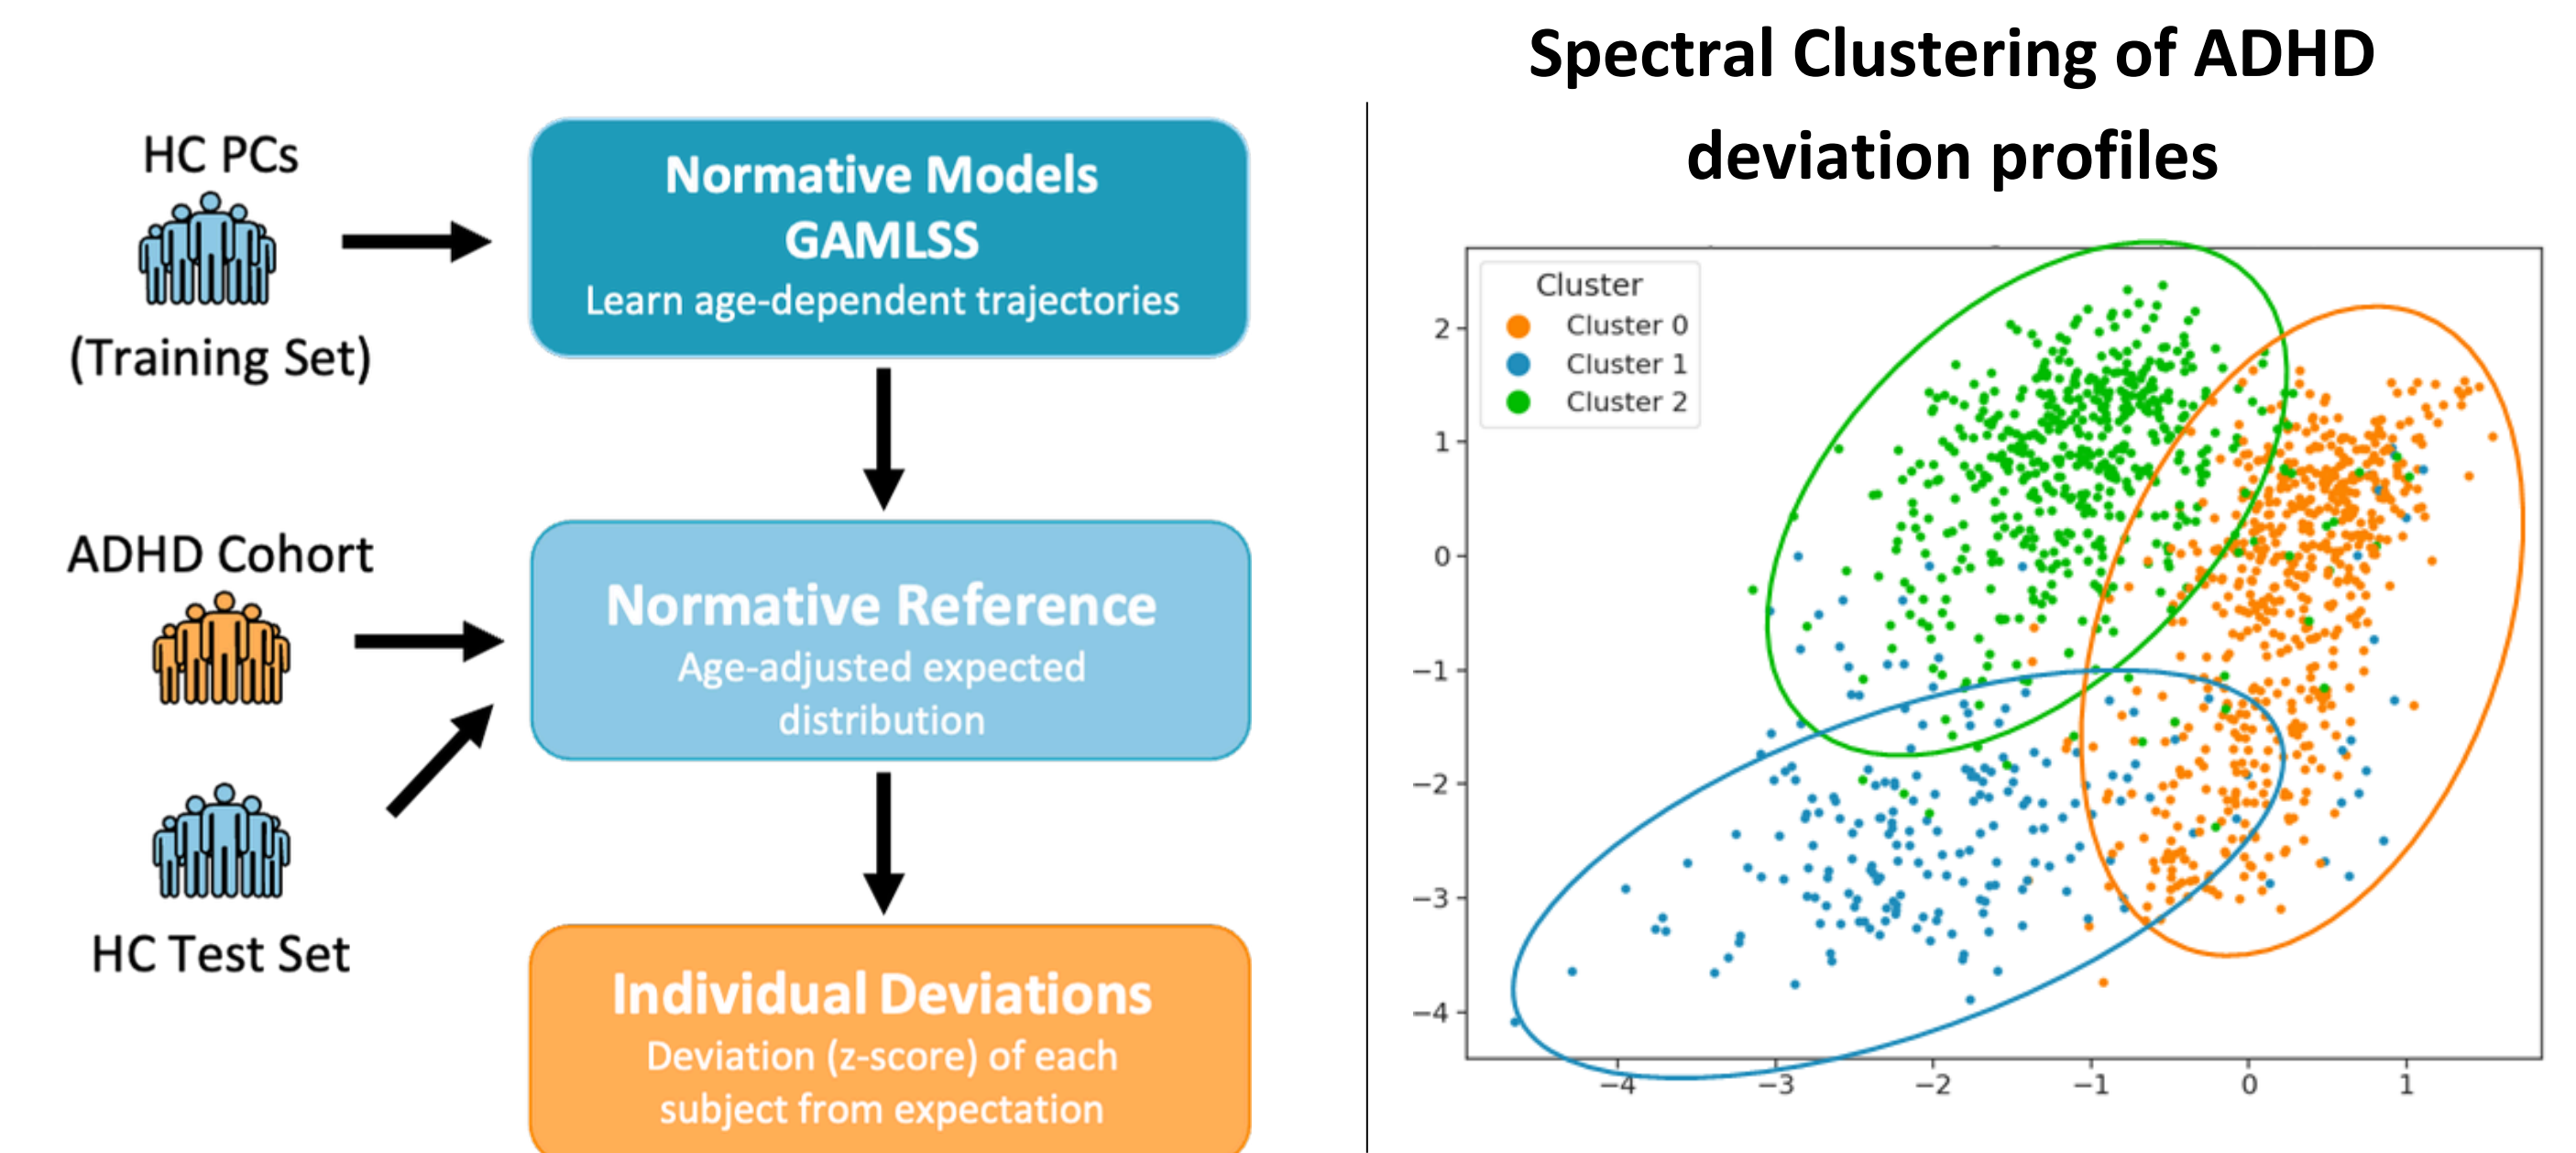 HC PCs
(Training Set)
Normative Models
GAMLSS
Learn age-dependent trajectories
ADHD Cohort
HC Test Set
Normative Reference
Age-adjusted expected
distribution
Individual Deviations
Deviation (z-score) of each
subject from expectation
Spectral Clustering of ADHD
deviation profiles
Cluster
Cluster 0
Cluster 1
Cluster 2
2
1
0
−1
−2
−3
−4
−4 −3 −2 −1 0 1